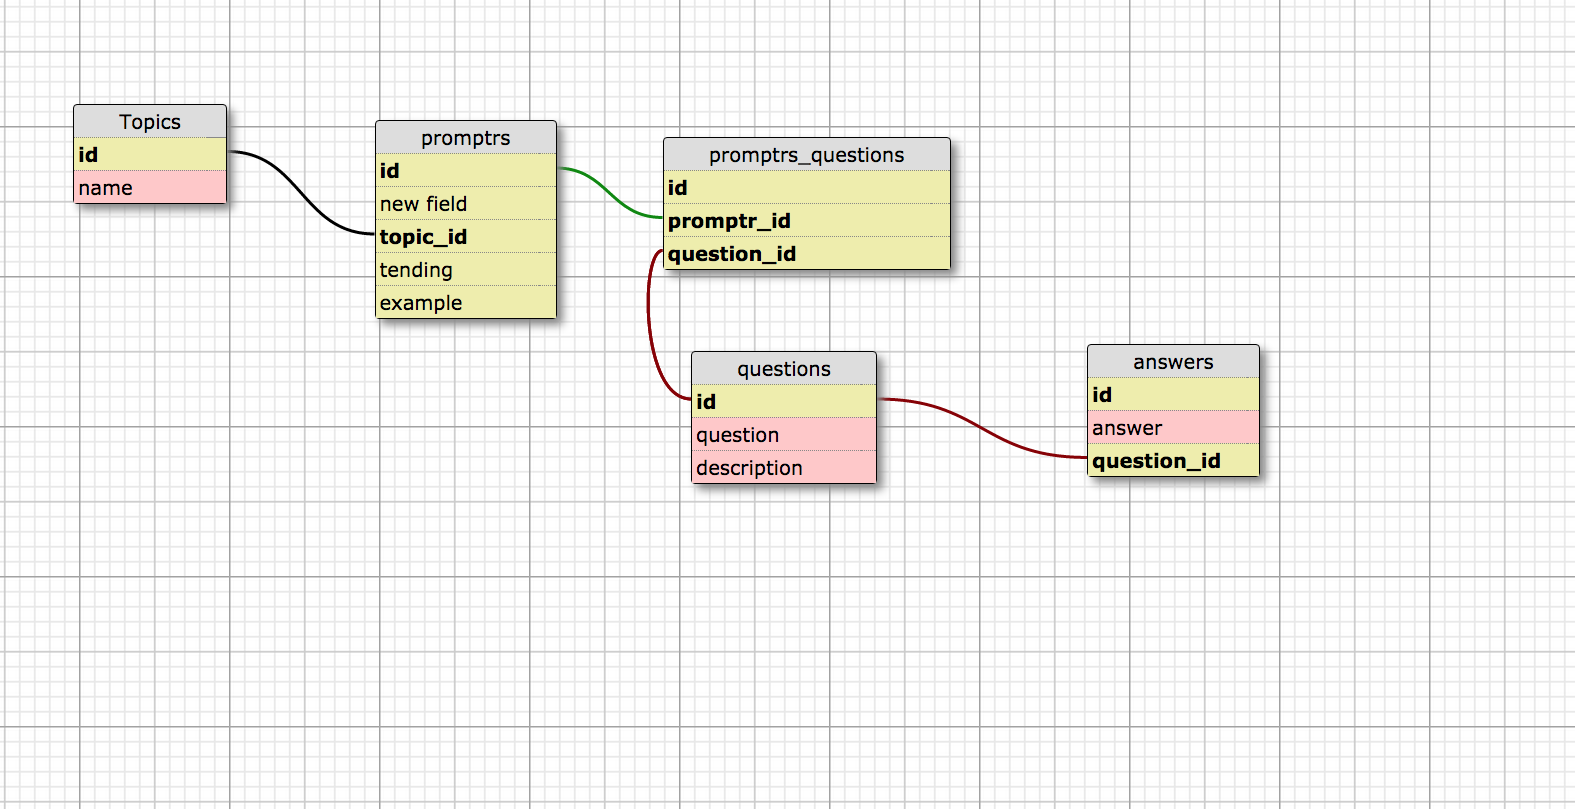 Topics
id
name
promptrs
id
new field
topic_id
tending
example
promptrs_questions
id
promptr_id
question_id
questions
id
question
description
answers
id
answer
question_id